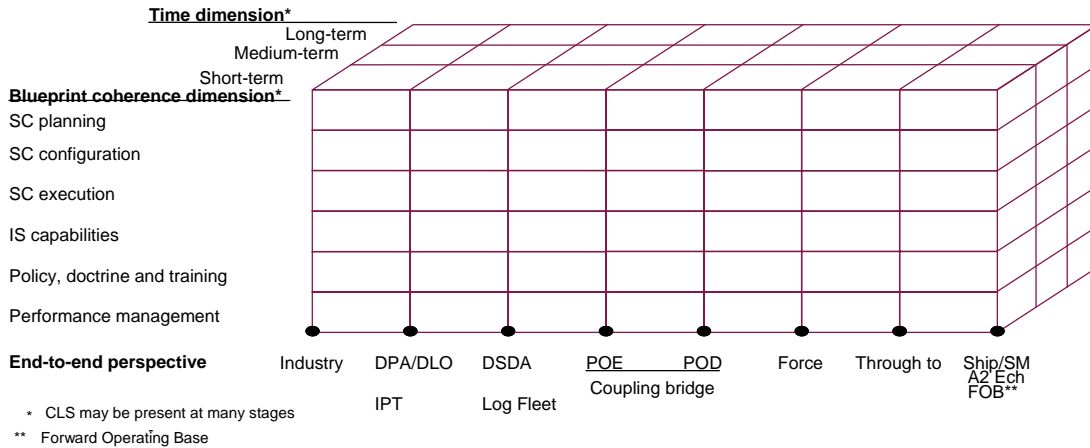 Time dimension*
Long-term
Medium-term
Short-term
Blueprint coherence dimension*
SC planning
SC configuration
SC execution
IS capabilities
Policy, doctrine and training
Performance management
End-to-end perspective Industry DPA/DLO DSDA POE POD Force Through to Ship/SM
A2 Ech
Coupling bridge FOB**
IPT Log Fleet
* CLS may be present at many stages
** Forward Operating Base